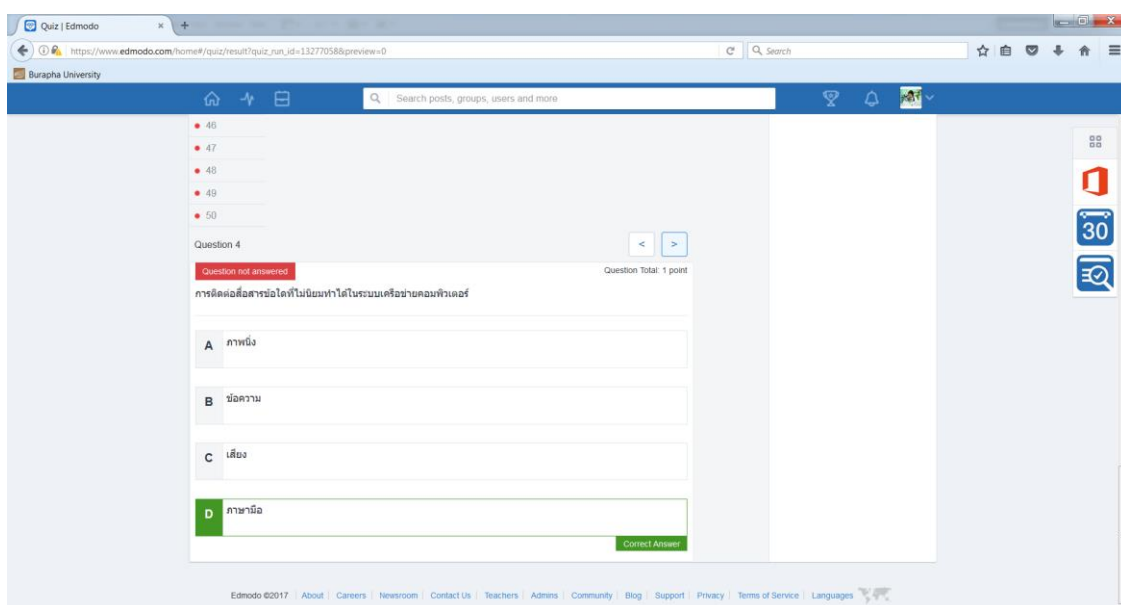 Quiz | Edmodo
https://www.edmodo.com/home#/quiz/result?quiz_run_id=13277058&preview=0
Search
Burapha University
Search posts, groups, users and more
46
47
48
49
50
30
Question 4
< >
Question not answered
Question Total: 1 point
การติดต่อสื่อสารข้อใดที่ไม่นิยมทำได้ในระบบเครือข่ายคอมพิวเตอร์
A ภาพนิ่ง
B ข้อความ
C เสียง
D ภาษามือ
Correct Answer
Edmodo ©2017 About Careers Newsroom Contact Us Teachers Admins Community Blog Support Privacy Terms of Service Languages